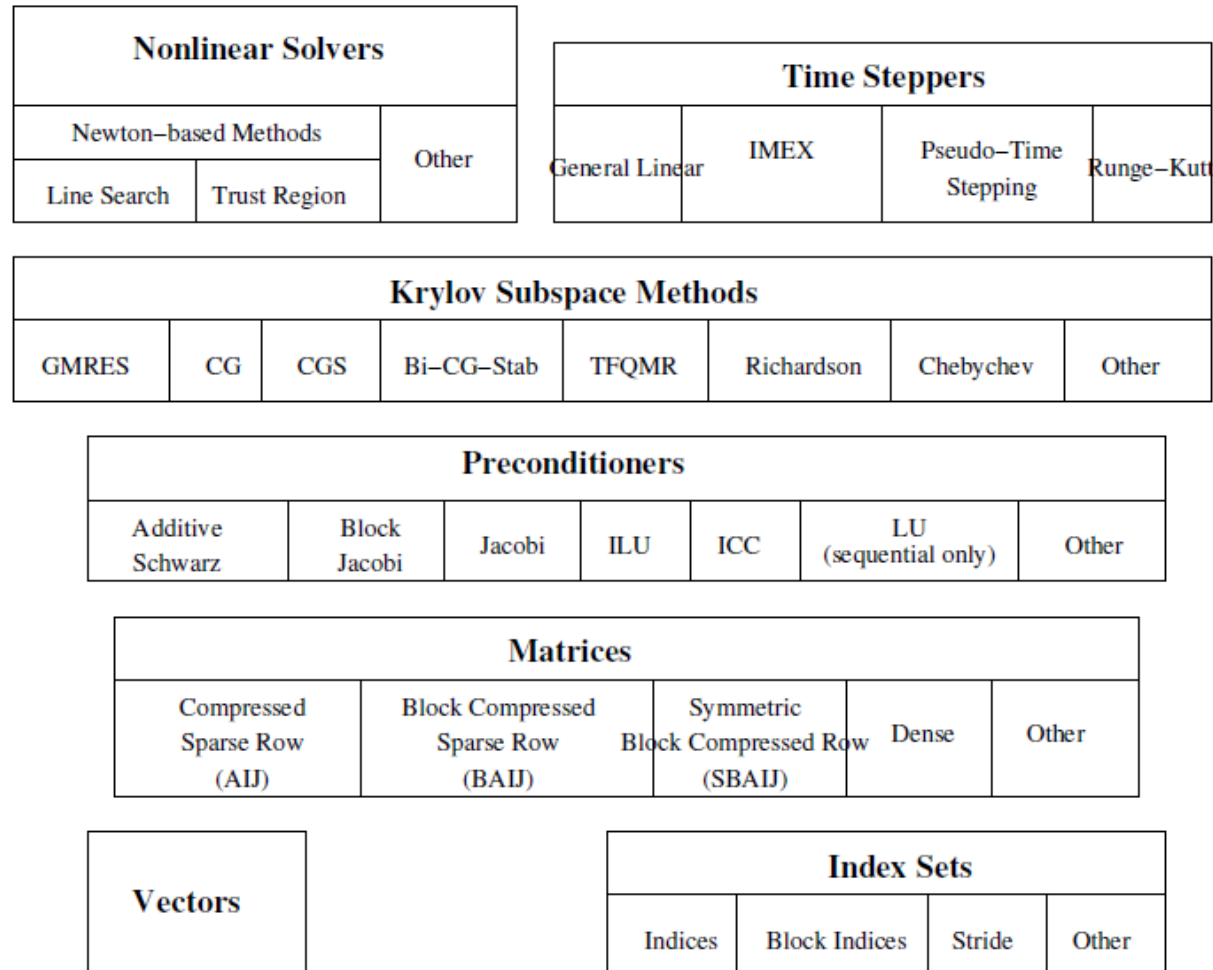 Nonlinear Solvers
Newton–based Methods
Line Search
Trust Region
Other
Time Steppers
General Linear
IMEX
Pseudo–Time
Stepping
Runge–Kutt
Krylov Subspace Methods
GMRES
CG
CGS
Bi–CG–Stab
TFQMR
Richardson
Chebychev
Other
Preconditioners
Additive
Schwarz
Block
Jacobi
Jacobi
ILU
ICC
LU
(sequential only)
Other
Matrices
Compressed
Sparse Row
(AIJ)
Block Compressed
Sparse Row
(BAIJ)
Symmetric
Block Compressed Row
(SBAIJ)
Dense
Other
Vectors
Index Sets
Indices
Block Indices
Stride
Other